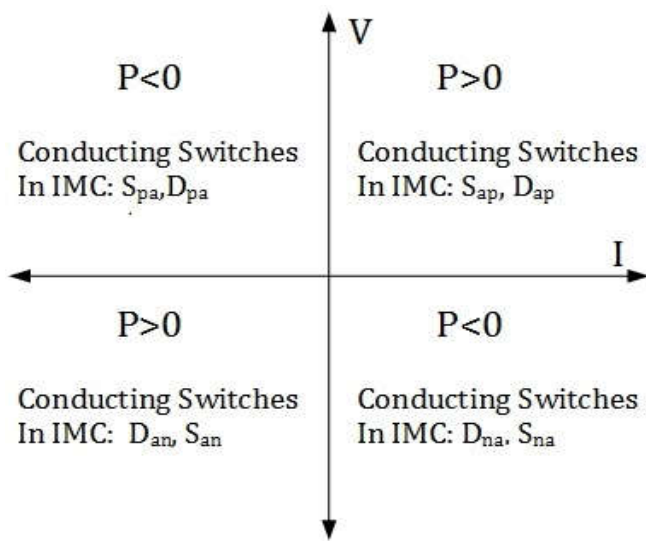 V
P<0
Conducting Switches
In IMC: Spa,Dpa
P>0
Conducting Switches
In IMC: Sap, Dap
I
P>0
Conducting Switches
In IMC: Dan, San
P<0
Conducting Switches
In IMC: Dna. Sna